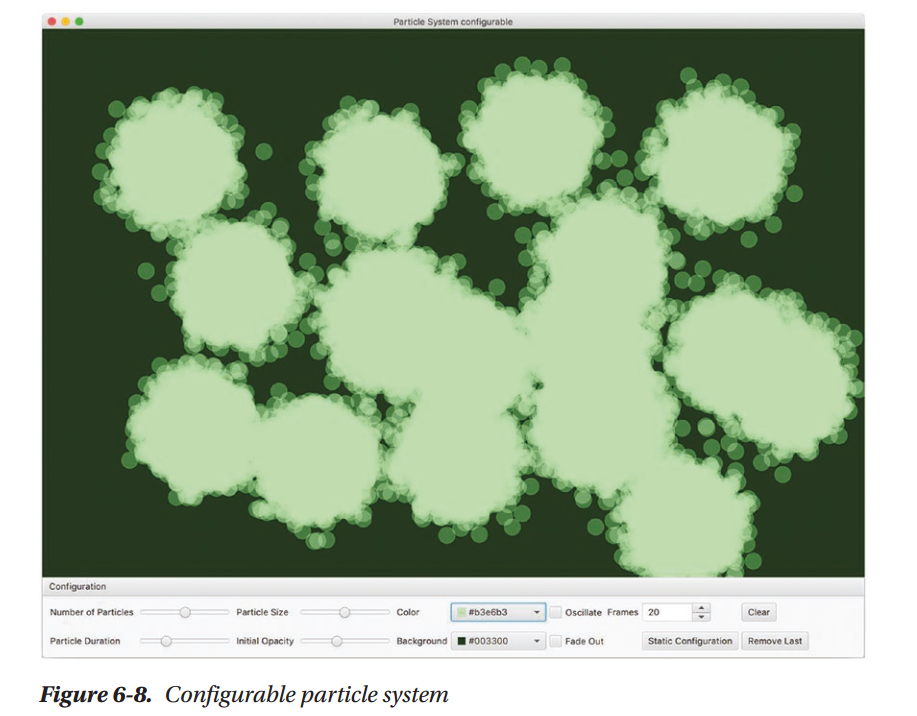 Particle System configurable
Configuration
Number of Particles Particle Size Color #b3e6b3 Oscillate Frames 20 Clear
Particle Duration Initial Opacity Background #003300 Fade Out Static Configuration Remove Last
Figure 6-8. Configurable particle system